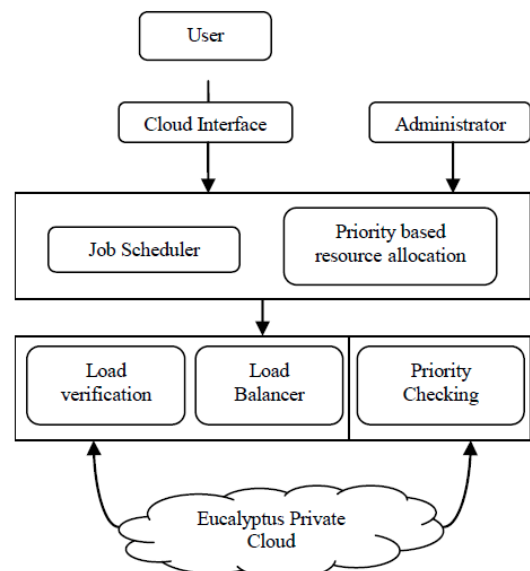 User
Cloud Interface
Administrator
Job Scheduler
Priority based
resource allocation
Load
verification
Load
Balancer
Priority
Checking
Eucalyptus Private
Cloud